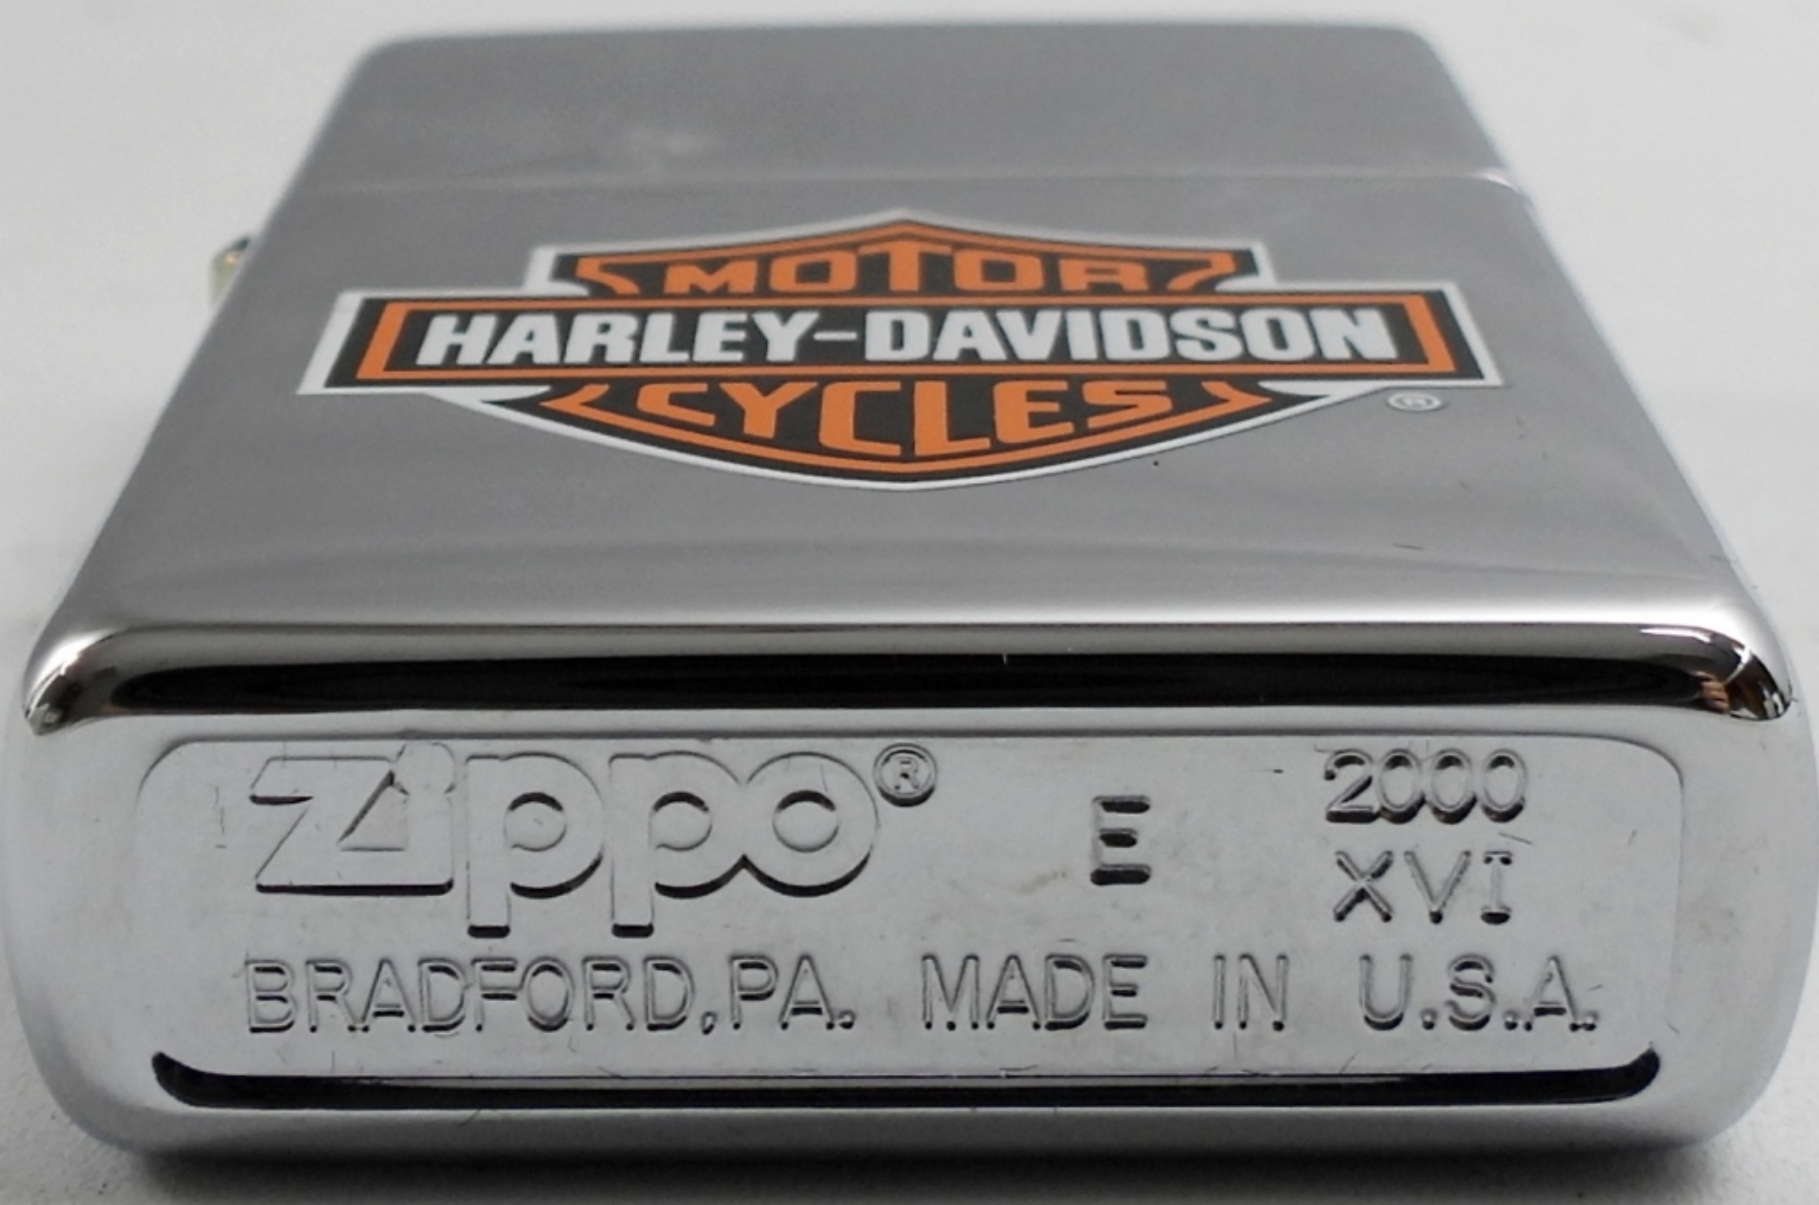 MOTOR
HARLEY-DAVIDSON
CYCLES
®
Zippo® E 2000
XVI
BRADFORD, PA. MADE IN U.S.A.